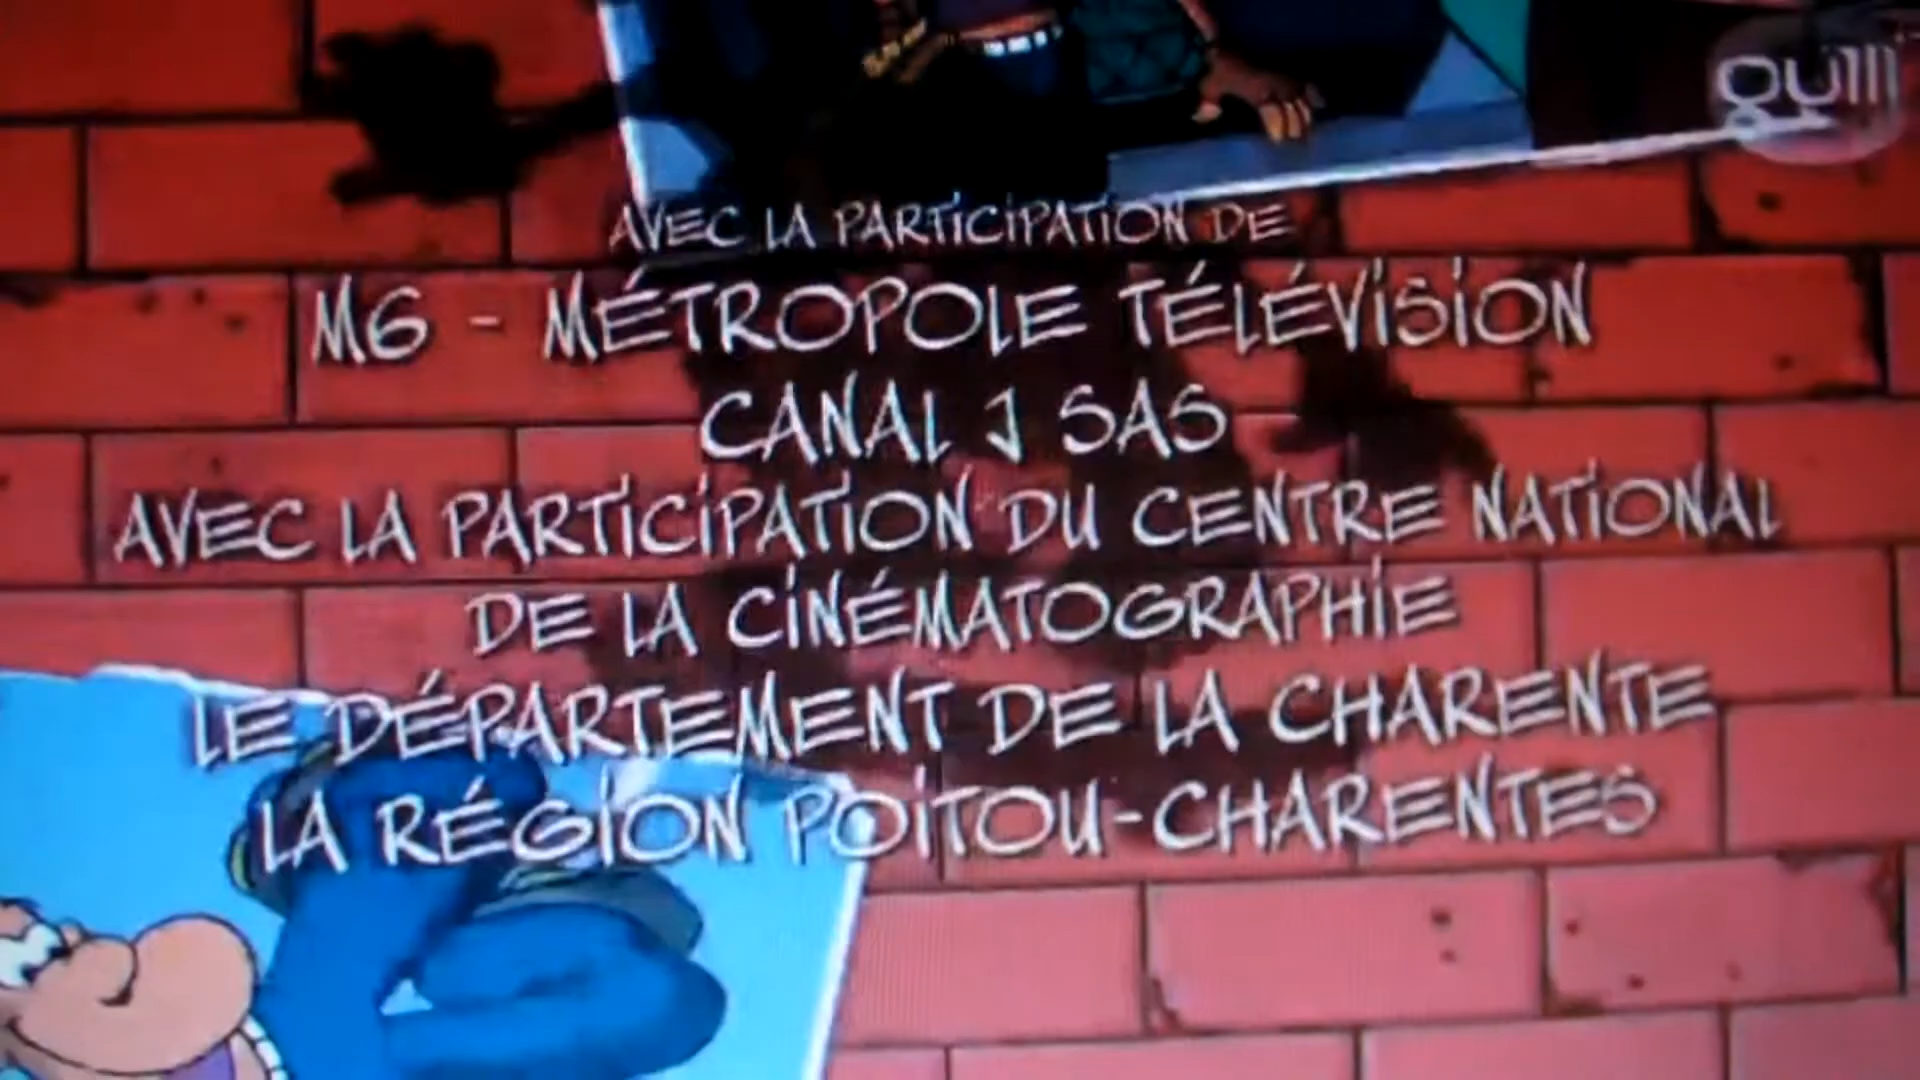 gulli
AVEC LA PARTICIPATION DE
M6 - MÉTROPOLE TÉLÉVISION
CANAL J SAS
AVEC LA PARTICIPATION DU CENTRE NATIONAL
DE LA CINÉMATOGRAPHIE
LE DÉPARTEMENT DE LA CHARENTE
LA RÉGION POITOU-CHARENTES